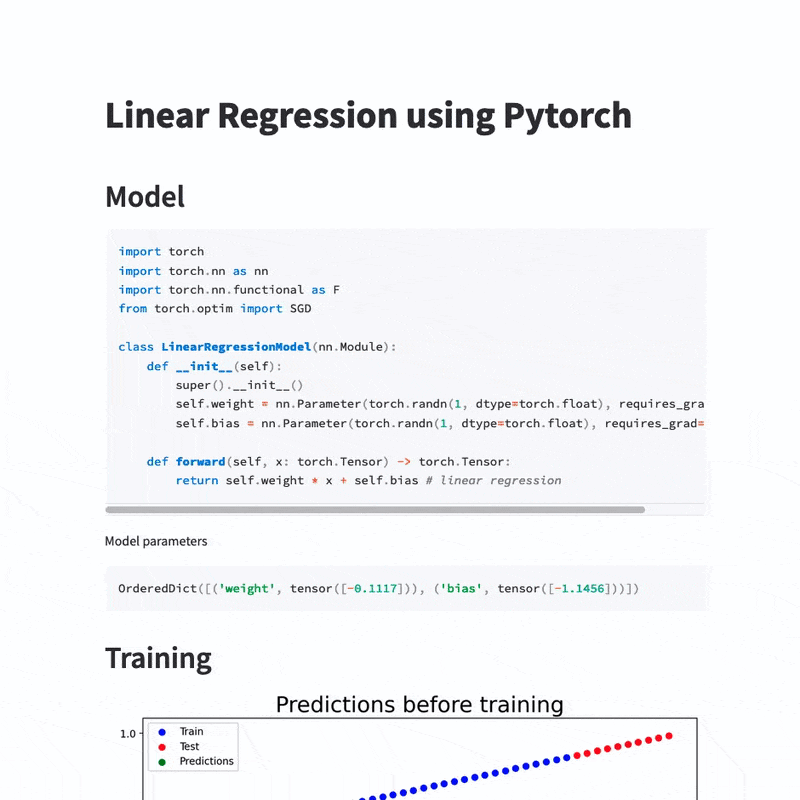 Linear Regression using Pytorch
Model
import torch
import torch.nn as nn
import torch.nn.functional as F
from torch.optim import SGD
class LinearRegressionModel(nn.Module):
    def __init__(self):
        super().__init__()
        self.weight = nn.Parameter(torch.randn(1, dtype=torch.float), requires_gra
        self.bias = nn.Parameter(torch.randn(1, dtype=torch.float), requires_grad=
    def forward(self, x: torch.Tensor) -> torch.Tensor:
        return self.weight * x + self.bias # linear regression
Model parameters
OrderedDict([('weight', tensor([-0.1117])), ('bias', tensor([-1.1456]))])
Training
Predictions before training
1.0
Train
Test
Predictions